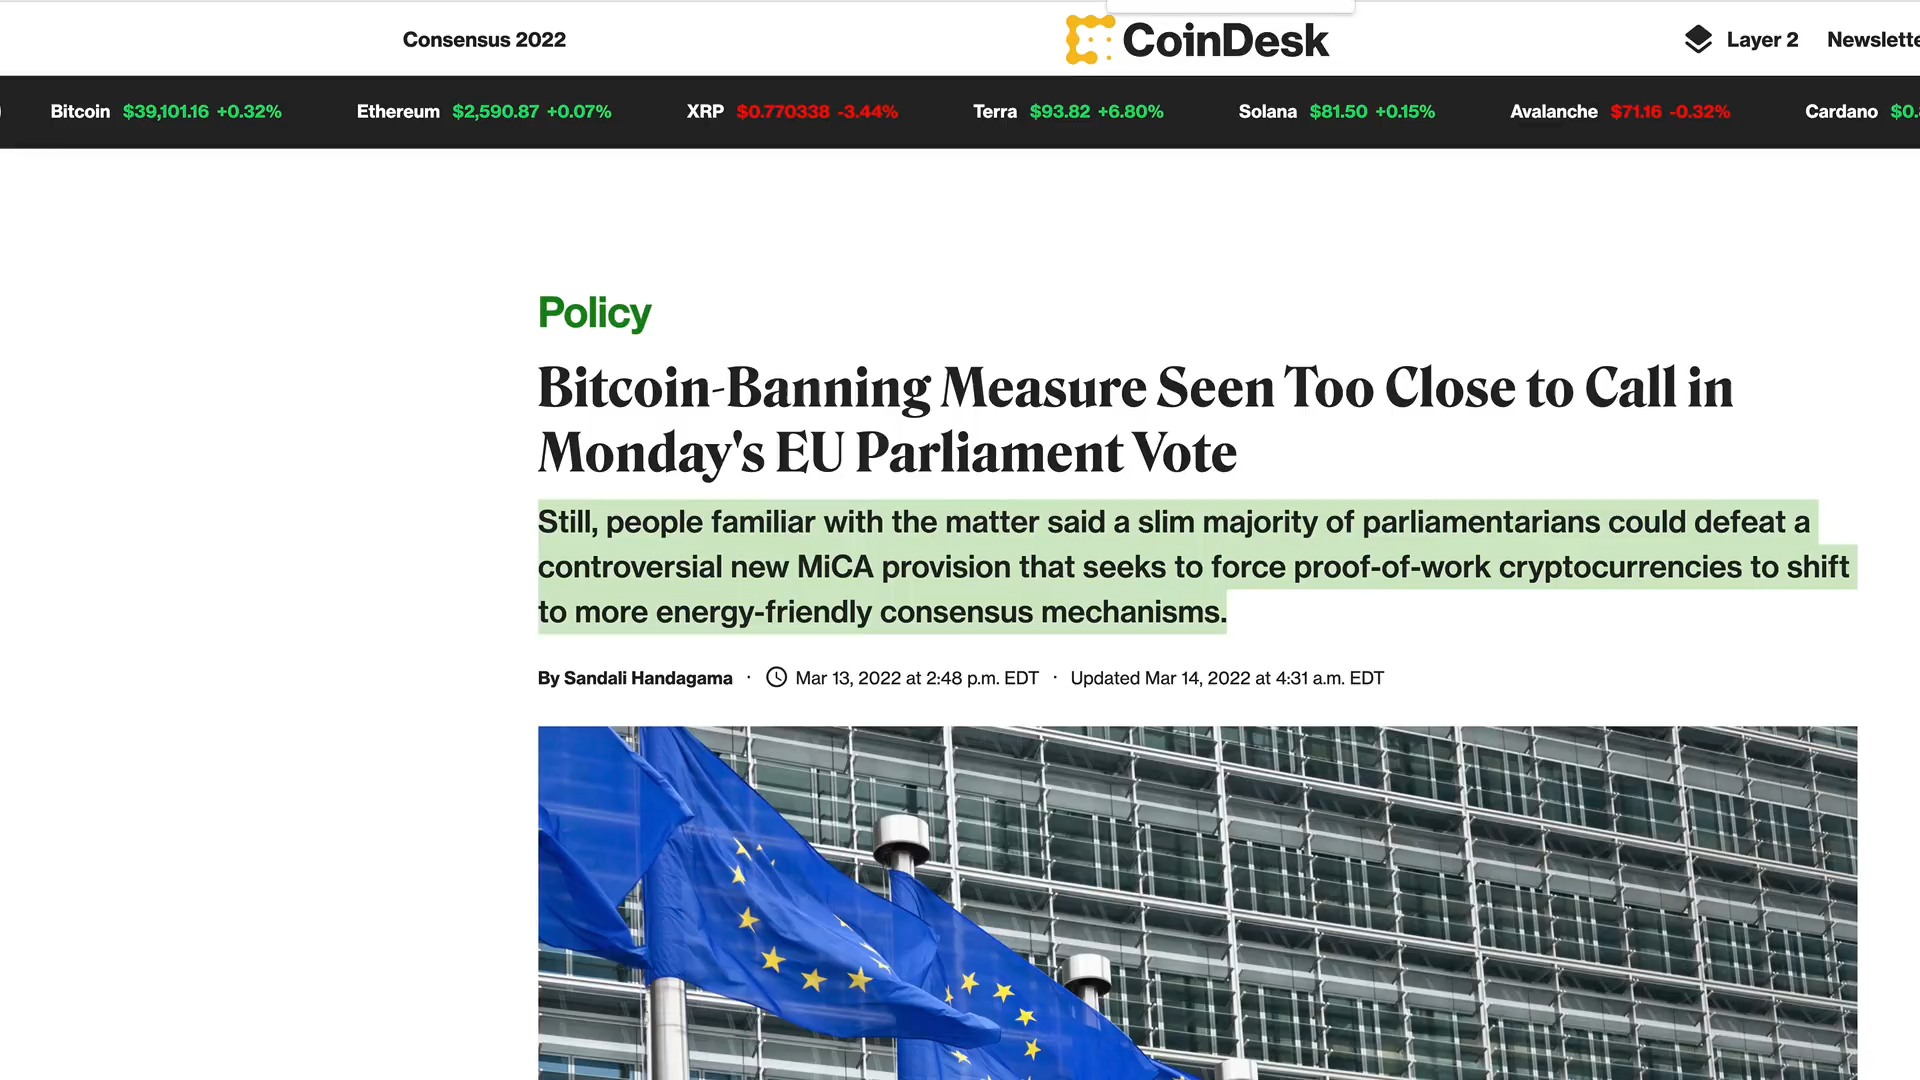 Consensus 2022
CoinDesk
Layer 2
Bitcoin $39,101.16 +0.32% Ethereum $2,590.87 +0.07% XRP $0.770338 -3.44% Terra $93.82 +6.80% Solana $81.50 +0.15% Avalanche $71.16 -0.32% Cardano
Policy
Bitcoin-Banning Measure Seen Too Close to Call in
Monday's EU Parliament Vote
Still, people familiar with the matter said a slim majority of parliamentarians could defeat a
controversial new MiCA provision that seeks to force proof-of-work cryptocurrencies to shift
to more energy-friendly consensus mechanisms.
By Sandali Handagama · Mar 13, 2022 at 2:48 p.m. EDT · Updated Mar 14, 2022 at 4:31 a.m. EDT